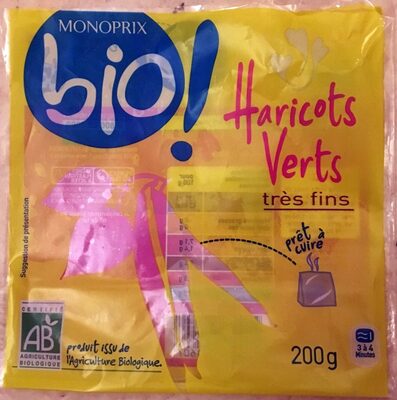 MONOPRIX
bio!
Haricots
Verts
très fins
prêt à
cuire
Suggestion de présentation
CERTIFIÉ
AB
AGRICULTURE
BIOLOGIQUE
produit issu de
l'Agriculture Biologique.
200g
3 à 4
Minutes